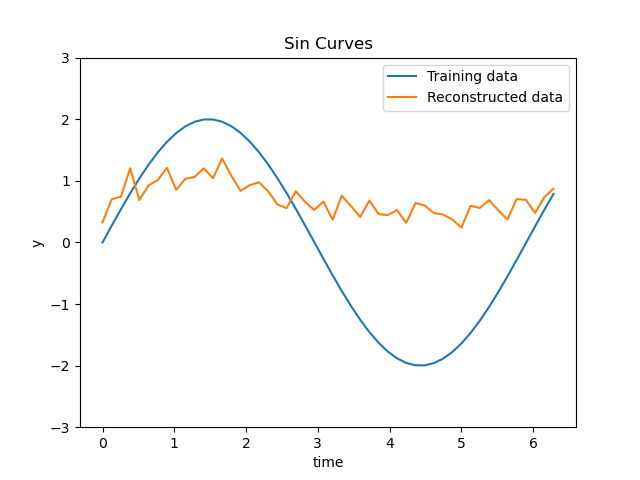 Sin Curves
Training data
Reconstructed data
y
3
2
1
0
−1
−2
−3
0 1 2 3 4 5 6
time